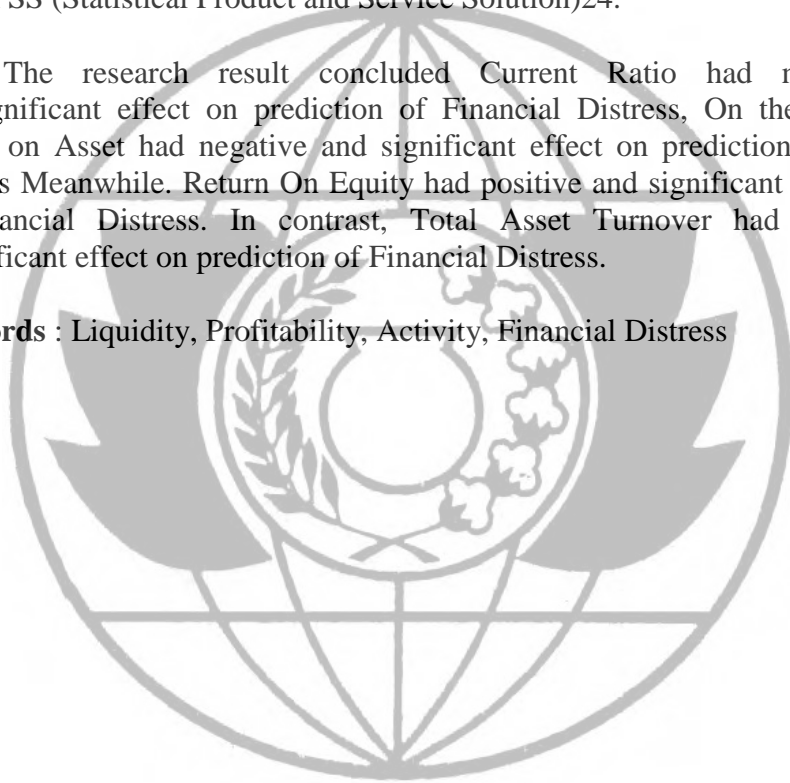 SS (Statistical Product and Service Solution)24.
The research result concluded Current Ratio had
gnificant effect on prediction of Financial Distress, On the
on Asset had negative and significant effect on prediction
s Meanwhile. Return On Equity had positive and significant
ancial Distress. In contrast, Total Asset Turnover had
ficant effect on prediction of Financial Distress.
ords : Liquidity, Profitability, Activity, Financial Distress